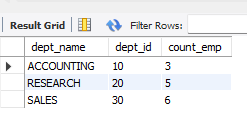 Result Grid Filter Rows:
dept_name dept_id count_emp
ACCOUNTING 10 3
RESEARCH 20 5
SALES 30 6